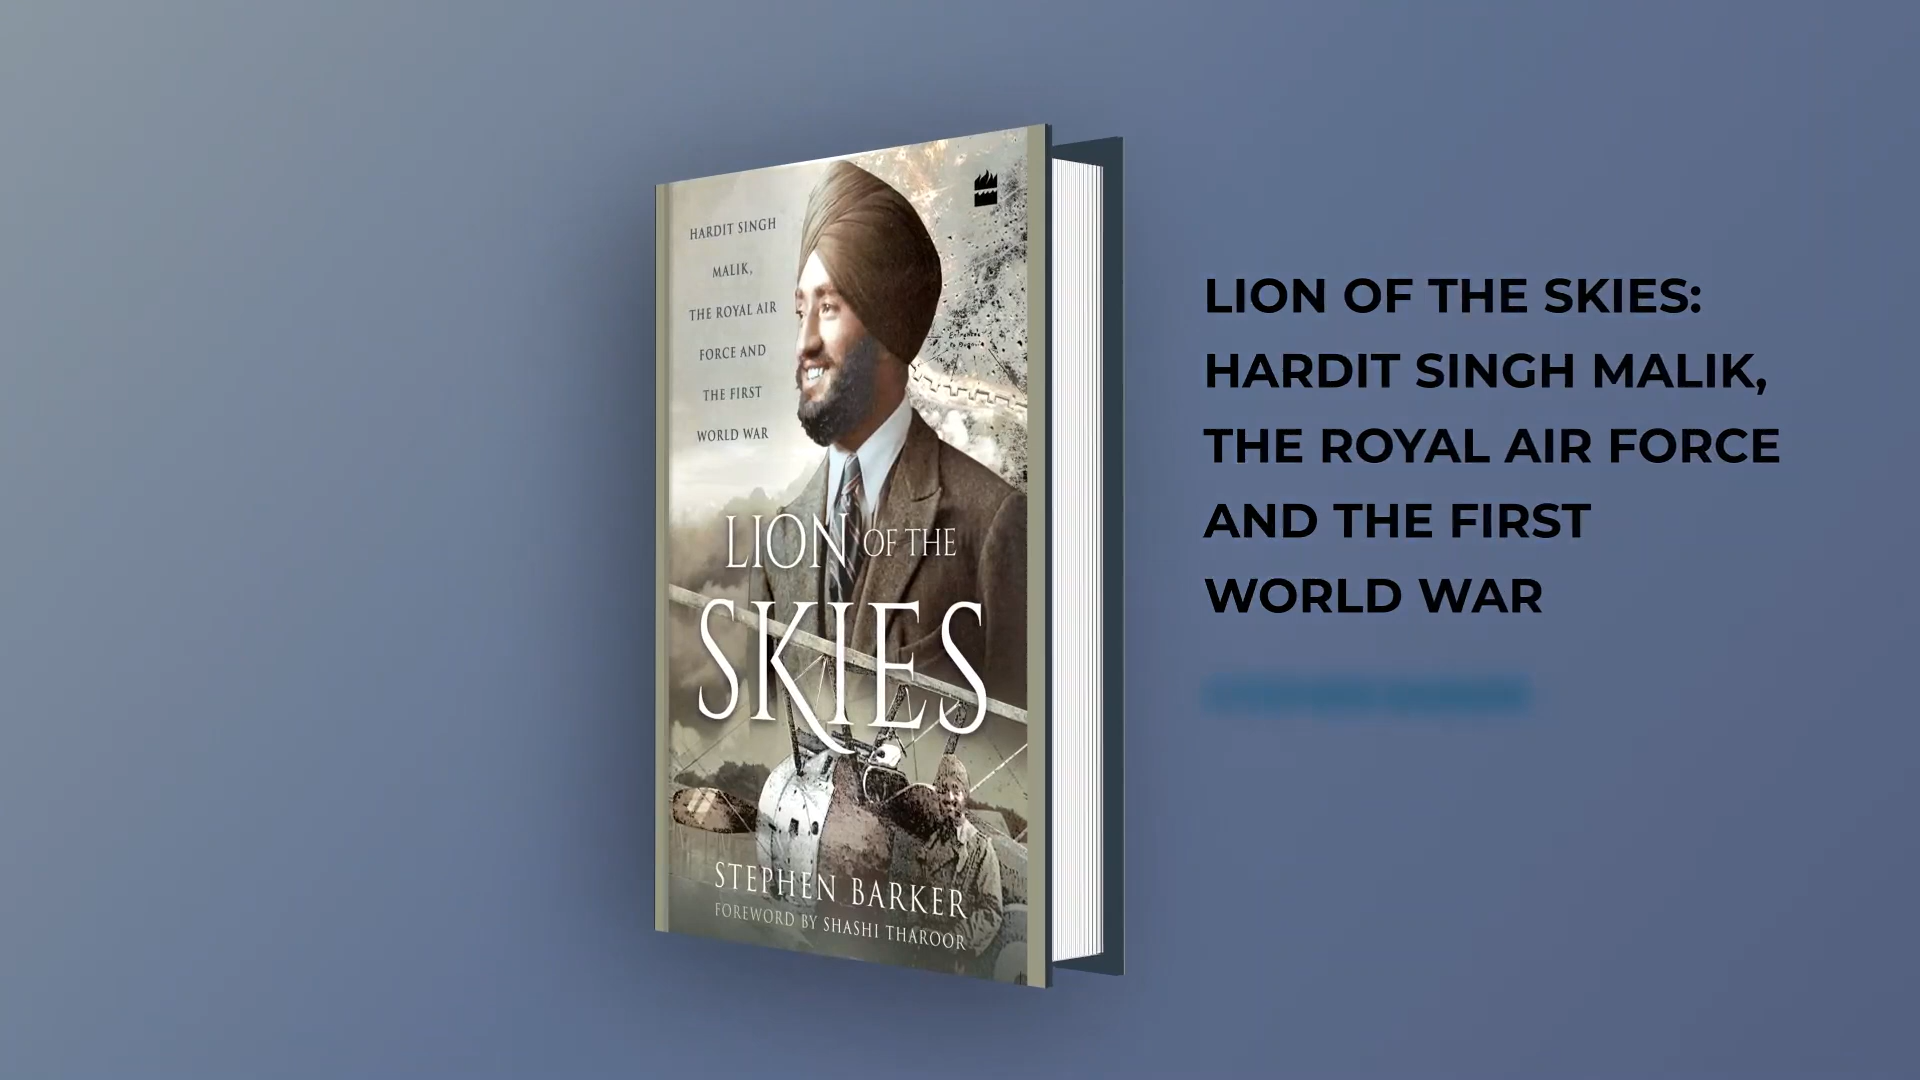 HARDIT SINGH
MALIK,
THE ROYAL AIR
FORCE AND
THE FIRST
WORLD WAR
LION OF THE
SKIES
STEPHEN BARKER
FOREWORD BY SHASHI THAROOR
LION OF THE SKIES:
HARDIT SINGH MALIK,
THE ROYAL AIR FORCE
AND THE FIRST
WORLD WAR